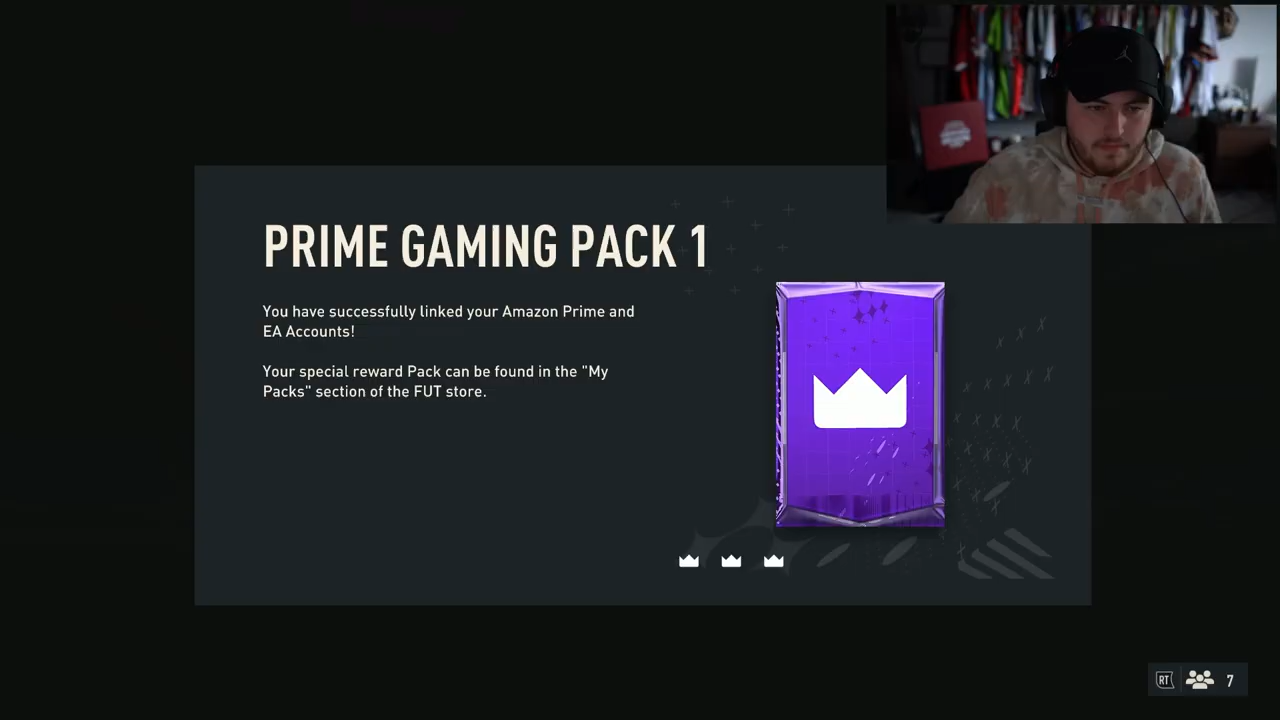 PRIME GAMING PACK 1
You have successfully linked your Amazon Prime and
EA Accounts!
Your special reward Pack can be found in the "My
Packs" section of the FUT store.
RT 7